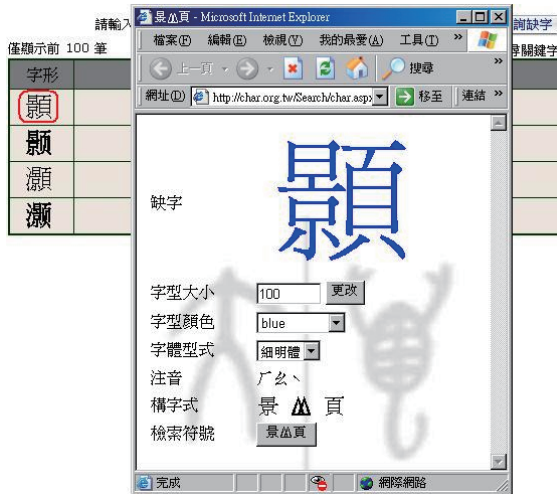 請輸入
詢缺字
僅顯示前 100 筆
尋關鍵字
字形
顥
顥
灝
灝
景 頁 - Microsoft Internet Explorer
檔案(F) 編輯(E) 檢視(V) 我的最愛(A) 工具(T) »
上一頁 搜尋 »
網址(D) http://char.org.tw/Search/char.asp 移至 連結 »
缺字
字型大小 100 更改
字型顏色 blue
字體型式 細明體
注音 ㄏㄠˋ
構字式 景 頁
檢索符號 景 頁
完成 網際網路